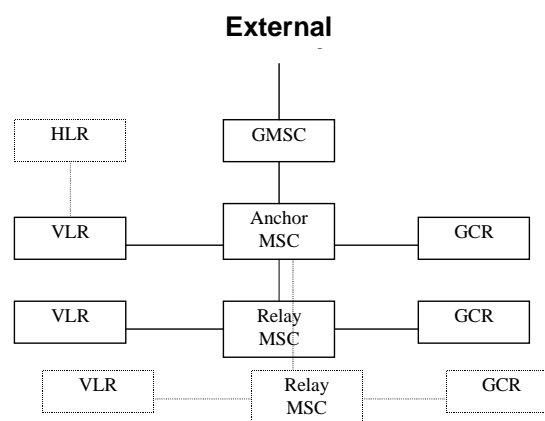 External
HLR
GMSC
VLR
Anchor
MSC
GCR
VLR
Relay
MSC
GCR
VLR
Relay
MSC
GCR